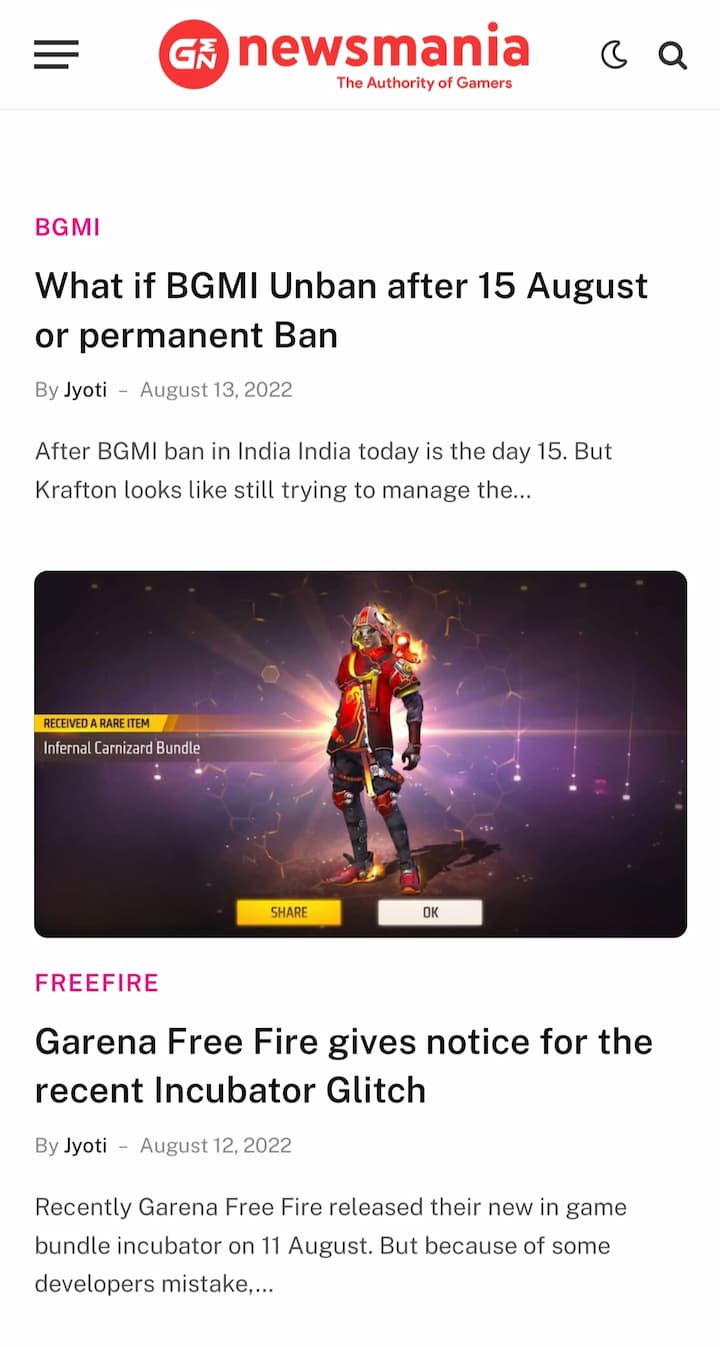 GEN newsmania
The Authority of Gamers
BGMI
What if BGMI Unban after 15 August
or permanent Ban
By Jyoti – August 13, 2022
After BGMI ban in India India today is the day 15. But
Krafton looks like still trying to manage the...
RECEIVED A RARE ITEM
Infernal Carnizard Bundle
SHARE
OK
FREEFIRE
Garena Free Fire gives notice for the
recent Incubator Glitch
By Jyoti – August 12, 2022
Recently Garena Free Fire released their new in game
bundle incubator on 11 August. But because of some
developers mistake,...